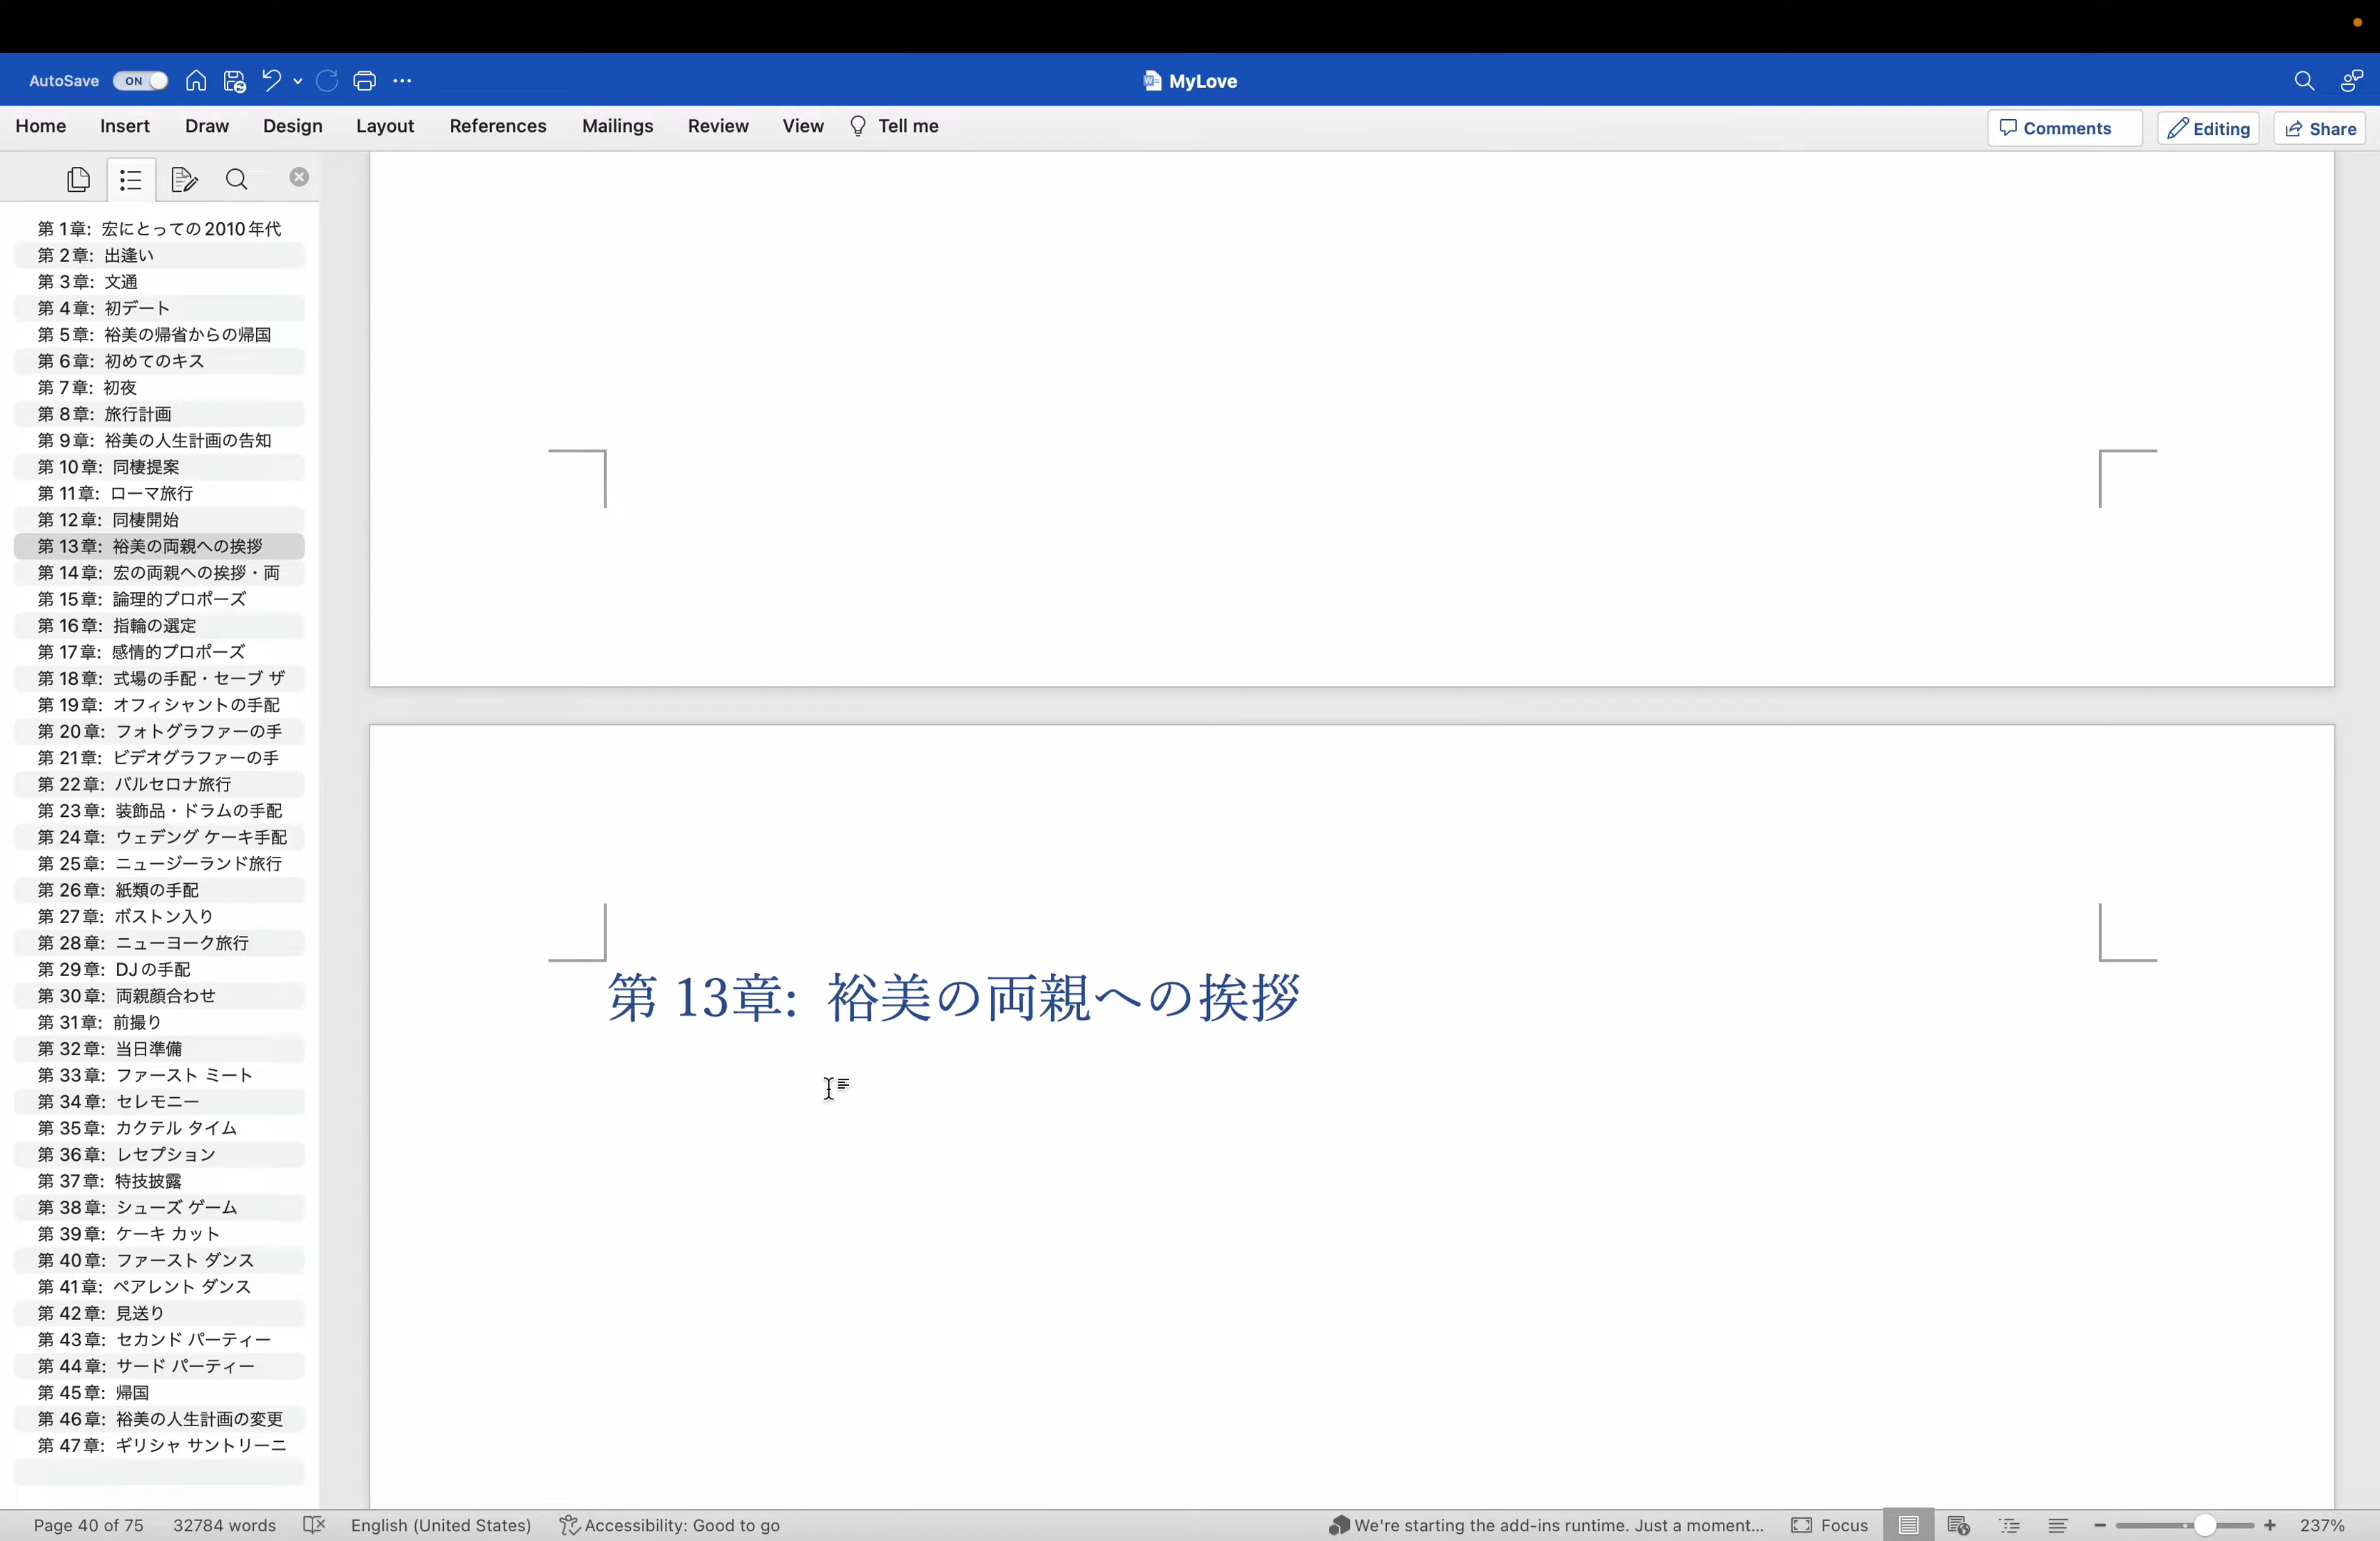 AutoSave ON MyLove
Home Insert Draw Design Layout References Mailings Review View Tell me Comments Editing Share
第 1章: 宏にとっての2010年代
第 2章: 出逢い
第 3章: 文通
第 4章: 初デート
第 5章: 裕美の帰省からの帰国
第 6章: 初めてのキス
第 7章: 初夜
第 8章: 旅行計画
第 9章: 裕美の人生計画の告知
第 10章: 同棲提案
第 11章: ローマ旅行
第 12章: 同棲開始
第 13章: 裕美の両親への挨拶
第 14章: 宏の両親への挨拶・両
第 15章: 論理的プロポーズ
第 16章: 指輪の選定
第 17章: 感情的プロポーズ
第 18章: 式場の手配・セーブ ザ
第 19章: オフィシャントの手配
第 20章: フォトグラファーの手
第 21章: ビデオグラファーの手
第 22章: バルセロナ旅行
第 23章: 装飾品・ドラムの手配
第 24章: ウェデング ケーキ手配
第 25章: ニュージーランド旅行
第 26章: 紙類の手配
第 27章: ボストン入り
第 28章: ニューヨーク旅行
第 29章: DJの手配
第 30章: 両親顔合わせ
第 31章: 前撮り
第 32章: 当日準備
第 33章: ファースト ミート
第 34章: セレモニー
第 35章: カクテル タイム
第 36章: レセプション
第 37章: 特技披露
第 38章: シューズ ゲーム
第 39章: ケーキ カット
第 40章: ファースト ダンス
第 41章: ペアレント ダンス
第 42章: 見送り
第 43章: セカンド パーティー
第 44章: サード パーティー
第 45章: 帰国
第 46章: 裕美の人生計画の変更
第 47章: ギリシャ サントリーニ
第 13章: 裕美の両親への挨拶
Page 40 of 75 32784 words English (United States) Accessibility: Good to go We're starting the add-ins runtime. Just a moment... Focus 237%